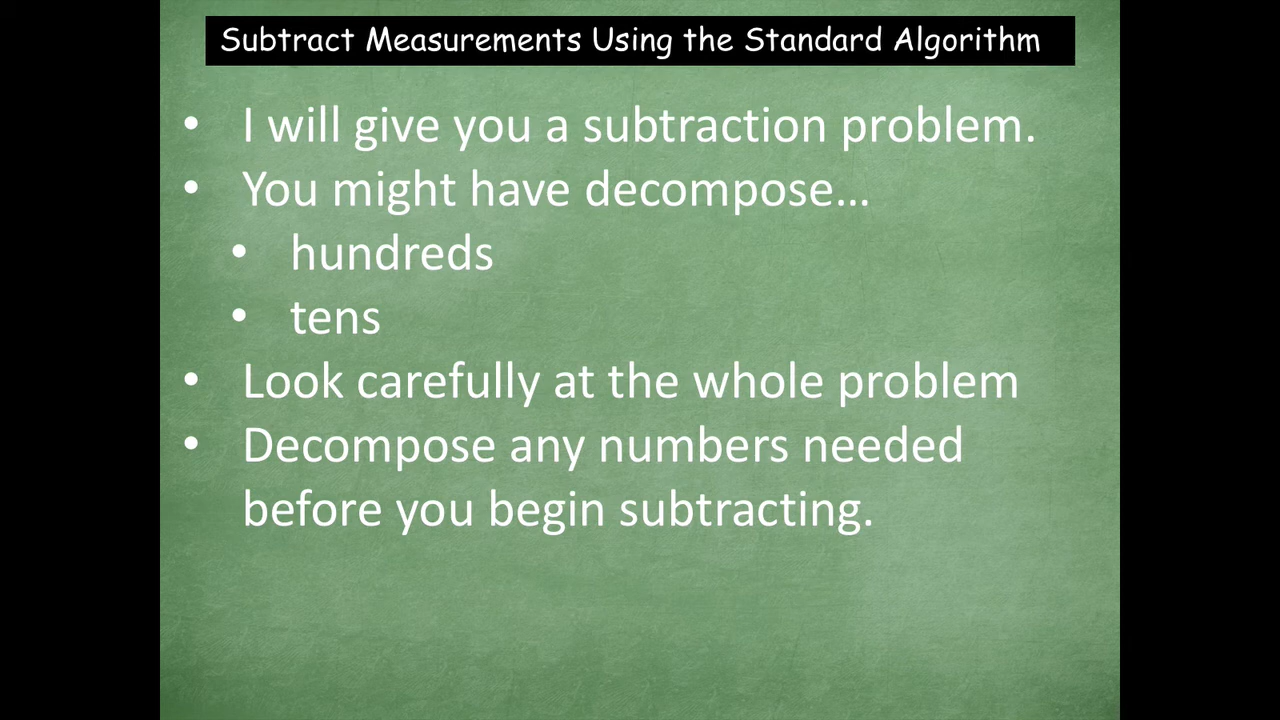 Subtract Measurements Using the Standard Algorithm
• I will give you a subtraction problem.
• You might have decompose…
• hundreds
• tens
• Look carefully at the whole problem
• Decompose any numbers needed
before you begin subtracting.